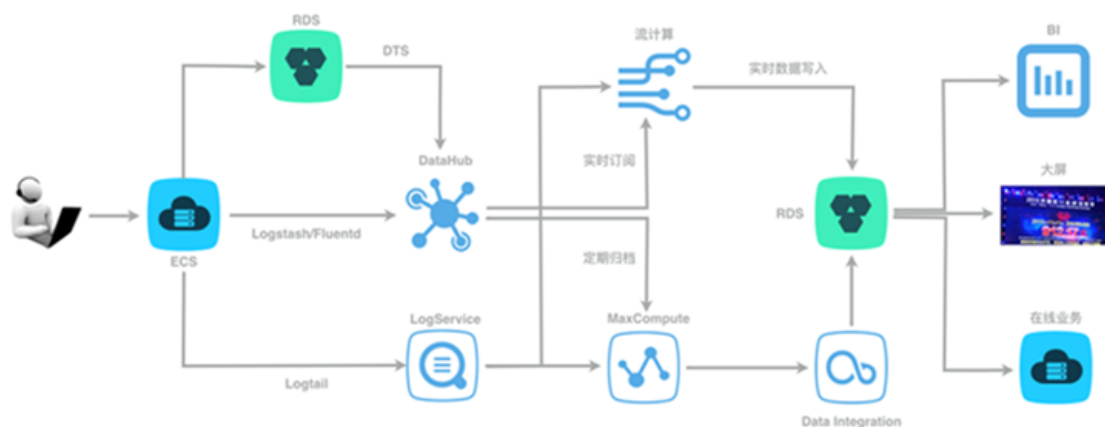 RDS
DTS
流计算
BI
实时数据写入
DataHub
实时订阅
大屏
RDS
Logstash/Fluentd
ECS
定期归档
LogService
MaxCompute
在线业务
Logtail
Data Integration